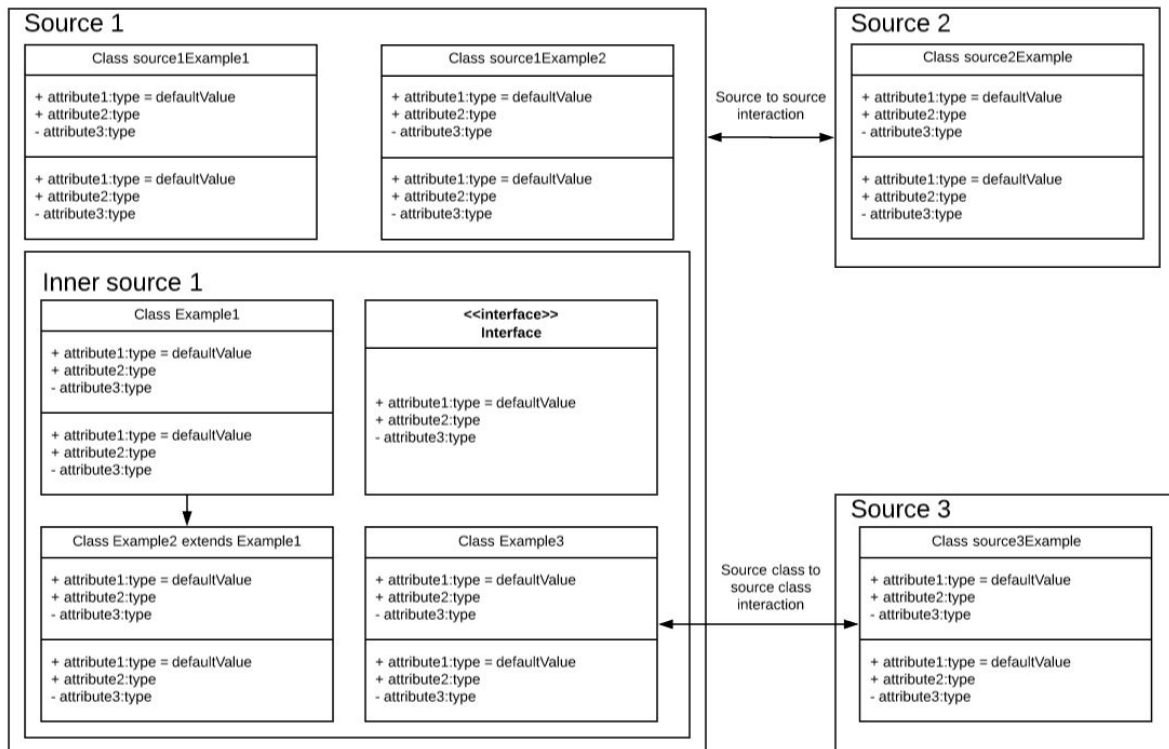 Source 1
Class source1Example1
+ attribute1:type = defaultValue
+ attribute2:type
- attribute3:type
+ attribute1:type = defaultValue
+ attribute2:type
- attribute3:type
Class source1Example2
+ attribute1:type = defaultValue
+ attribute2:type
- attribute3:type
+ attribute1:type = defaultValue
+ attribute2:type
- attribute3:type
Source to source
interaction
Source 2
Class source2Example
+ attribute1:type = defaultValue
+ attribute2:type
- attribute3:type
+ attribute1:type = defaultValue
+ attribute2:type
- attribute3:type
Inner source 1
Class Example1
+ attribute1:type = defaultValue
+ attribute2:type
- attribute3:type
+ attribute1:type = defaultValue
+ attribute2:type
- attribute3:type
<<interface>>
Interface
+ attribute1:type = defaultValue
+ attribute2:type
- attribute3:type
Class Example2 extends Example1
+ attribute1:type = defaultValue
+ attribute2:type
- attribute3:type
+ attribute1:type = defaultValue
+ attribute2:type
- attribute3:type
Class Example3
+ attribute1:type = defaultValue
+ attribute2:type
- attribute3:type
+ attribute1:type = defaultValue
+ attribute2:type
- attribute3:type
Source class to
source class
interaction
Source 3
Class source3Example
+ attribute1:type = defaultValue
+ attribute2:type
- attribute3:type
+ attribute1:type = defaultValue
+ attribute2:type
- attribute3:type